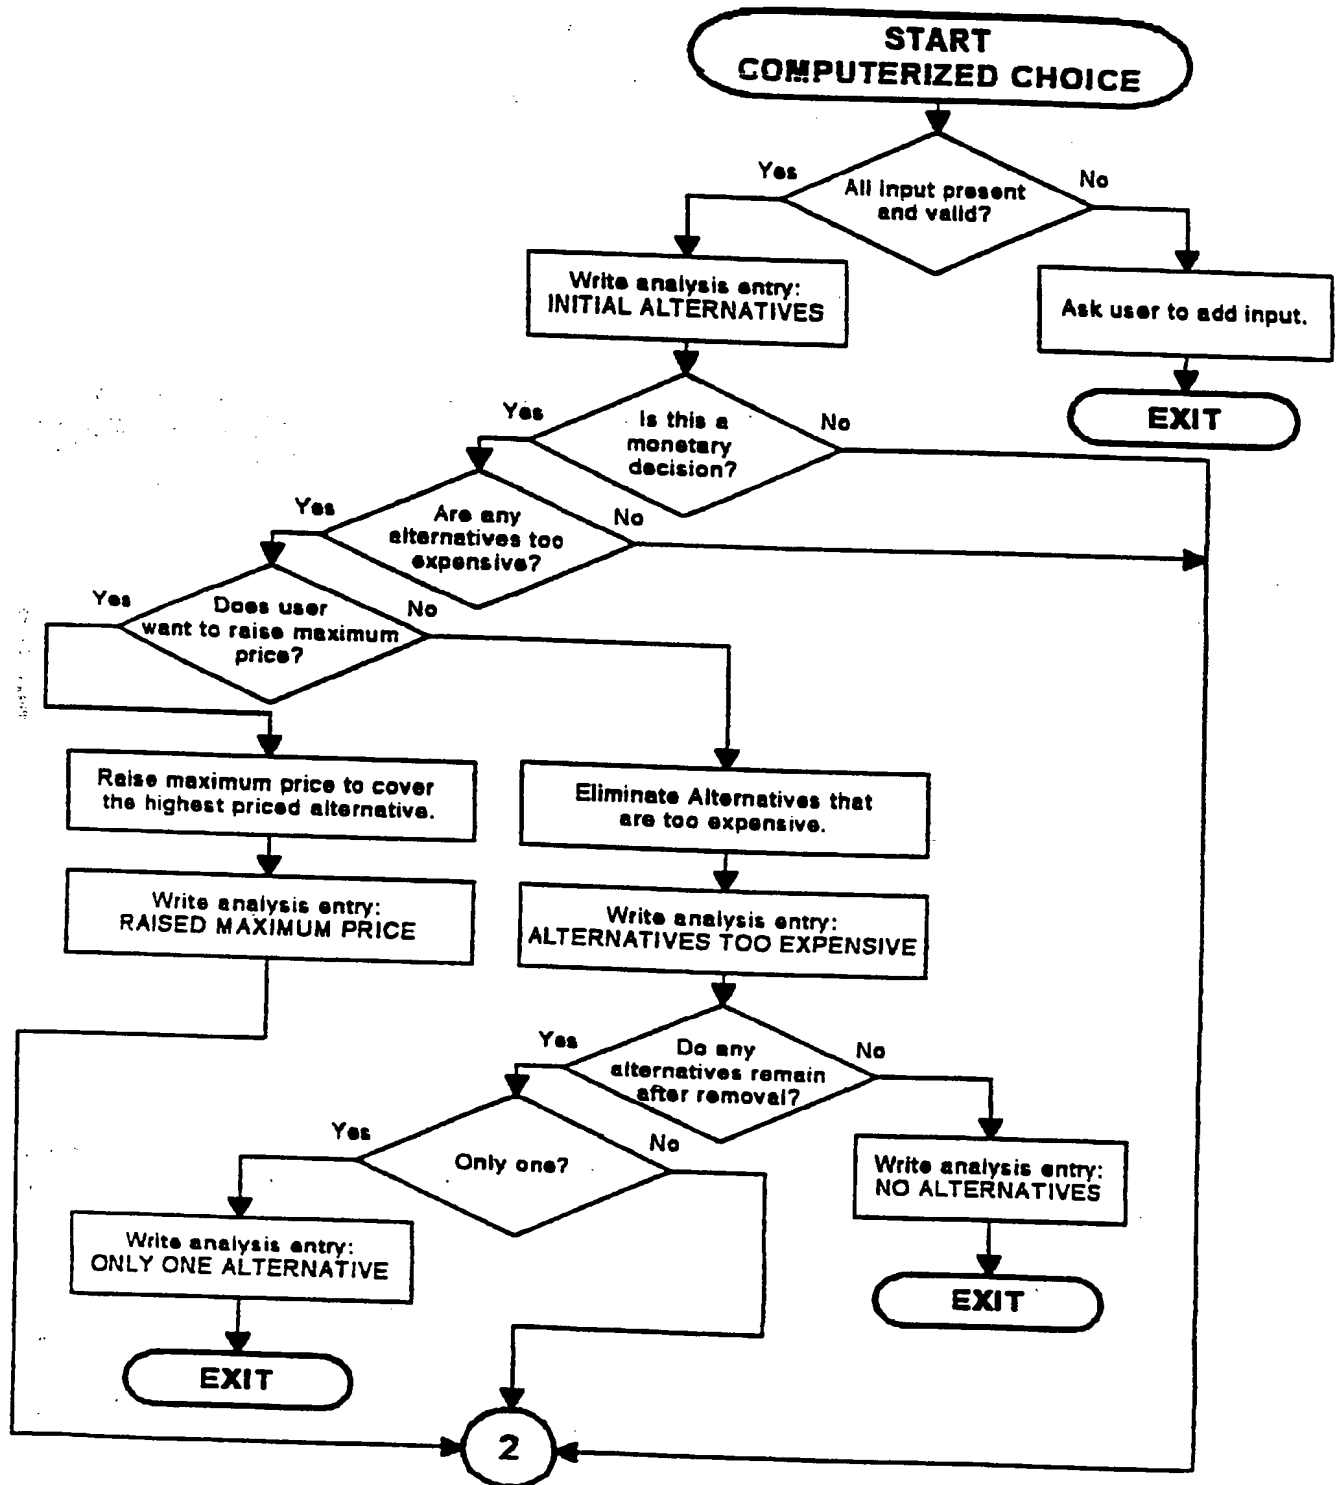 START
COMPUTERIZED CHOICE
All input present
and valid?
Yes
No
Write analysis entry:
INITIAL ALTERNATIVES
Ask user to add input.
EXIT
Is this a
monetary
decision?
Yes
No
Are any
alternatives too
expensive?
Yes
No
Does user
want to raise maximum
price?
Yes
No
Raise maximum price to cover
the highest priced alternative.
Eliminate Alternatives that
are too expensive.
Write analysis entry:
RAISED MAXIMUM PRICE
Write analysis entry:
ALTERNATIVES TOO EXPENSIVE
Do any
alternatives remain
after removal?
Yes
No
Only one?
Yes
No
Write analysis entry:
NO ALTERNATIVES
EXIT
Write analysis entry:
ONLY ONE ALTERNATIVE
EXIT
2